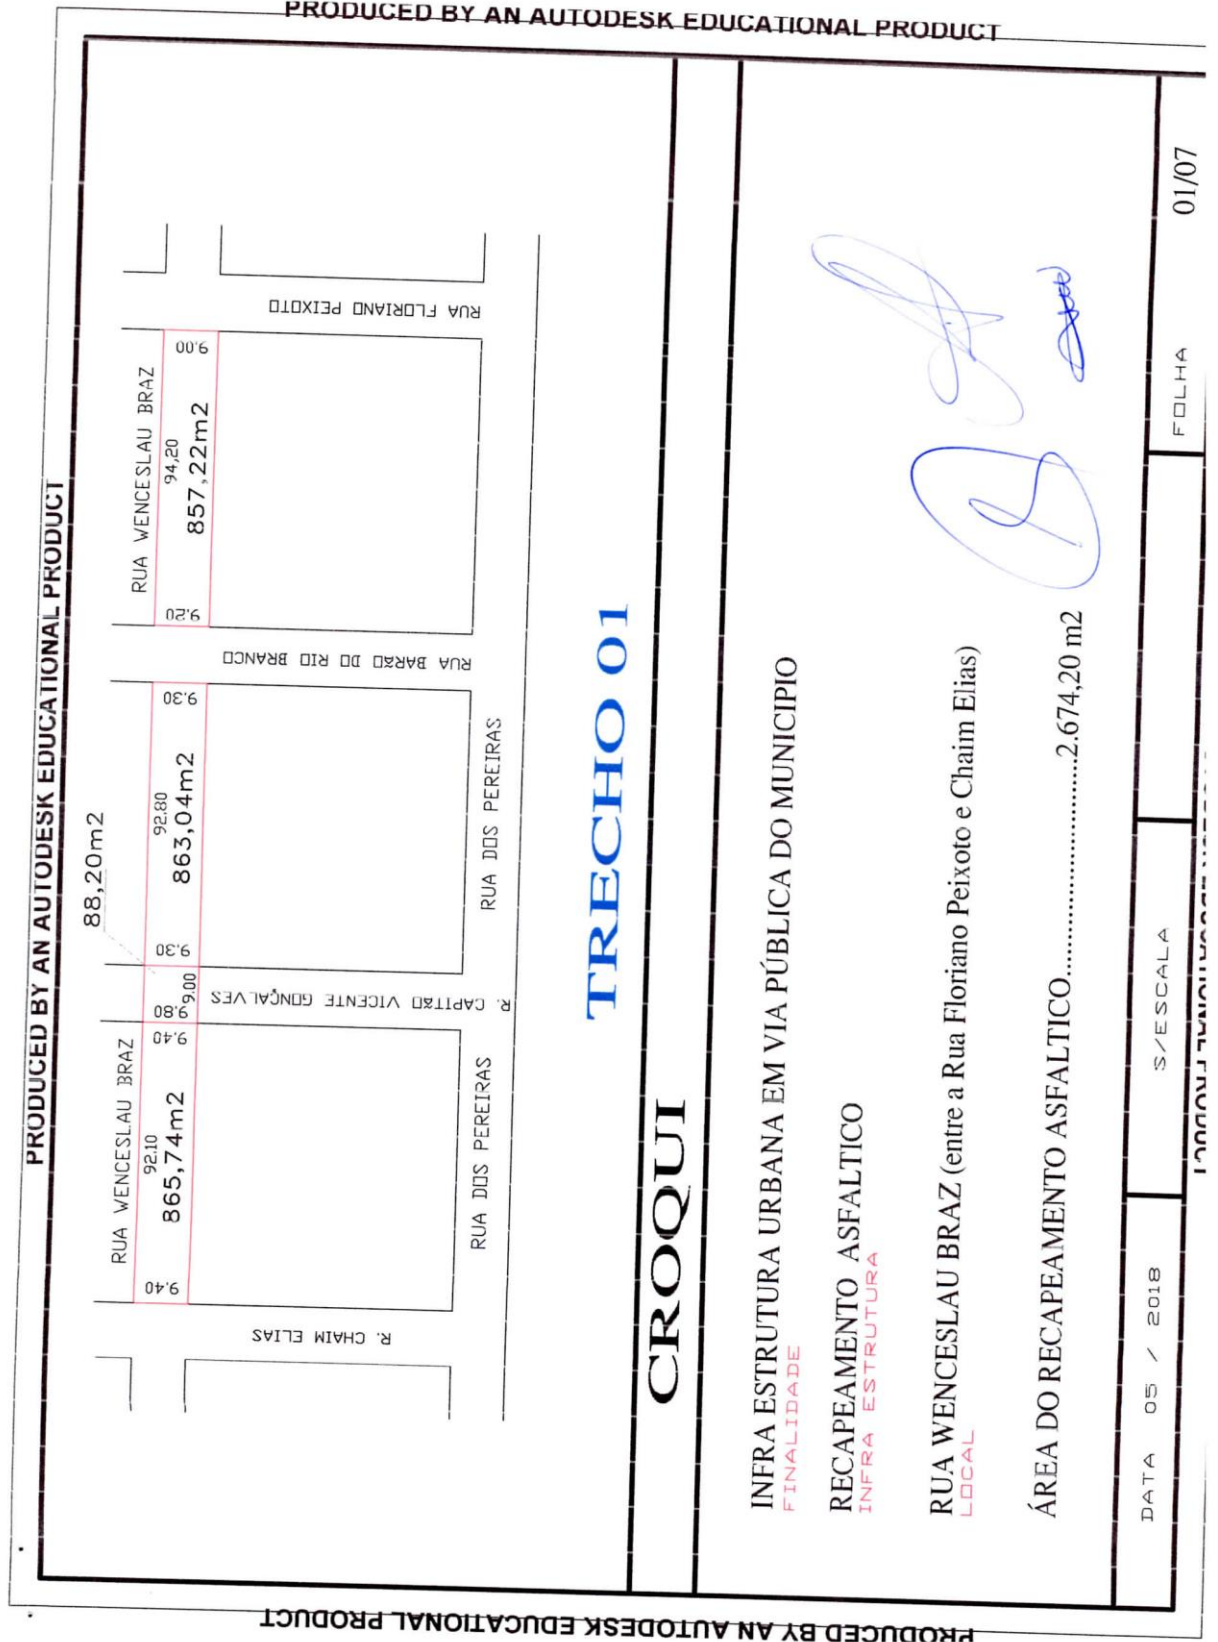 PRODUCED BY AN AUTODESK EDUCATIONAL PRODUCT
PRODUCED BY AN AUTODESK EDUCATIONAL PRODUCT
PRODUCED BY AN AUTODESK EDUCATIONAL PRODUCT
88,20m2
RUA WENCESLAU BRAZ
RUA WENCESLAU BRAZ
9.40
92.10
865,74m2
9.40
9.80
9.00
9.30
92.80
863,04m2
9.30
9.20
94,20
857,22m2
9.00
R. CHAIM ELIAS
R. CAPITÃO VICENTE GONÇALVES
RUA BARÃO DO RIO BRANCO
RUA FLORIANO PEIXOTO
RUA DOS PEREIRAS
RUA DOS PEREIRAS
TRECHO 01
CROQUI
INFRA ESTRUTURA URBANA EM VIA PÚBLICA DO MUNICIPIO
FINALIDADE
RECAPEAMENTO ASFALTICO
INFRA ESTRUTURA
RUA WENCESLAU BRAZ (entre a Rua Floriano Peixoto e Chaim Elias)
LOCAL
ÁREA DO RECAPEAMENTO ASFALTICO..............................2.674,20 m2
DATA 05 / 2018
S/ESCALA
FOLHA 01/07